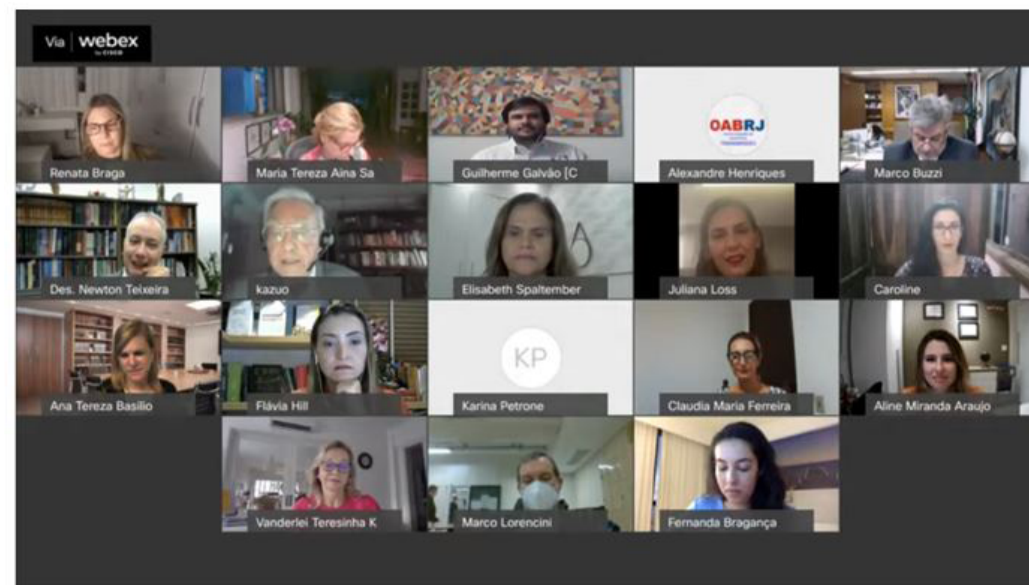 Via | webex
by CISCO
Renata Braga
Maria Tereza Aina Sa
Guilherme Galvão [C
OABRJ
Alexandre Henriques
Marco Buzzi
Des. Newton Teixeira
kazuo
Elisabeth Spaltember
Juliana Loss
Caroline
Ana Tereza Basilio
Flávia Hill
KP
Karina Petrone
Claudia Maria Ferreira
Aline Miranda Araujo
Vanderlei Teresinha K
Marco Lorencini
Fernanda Bragança